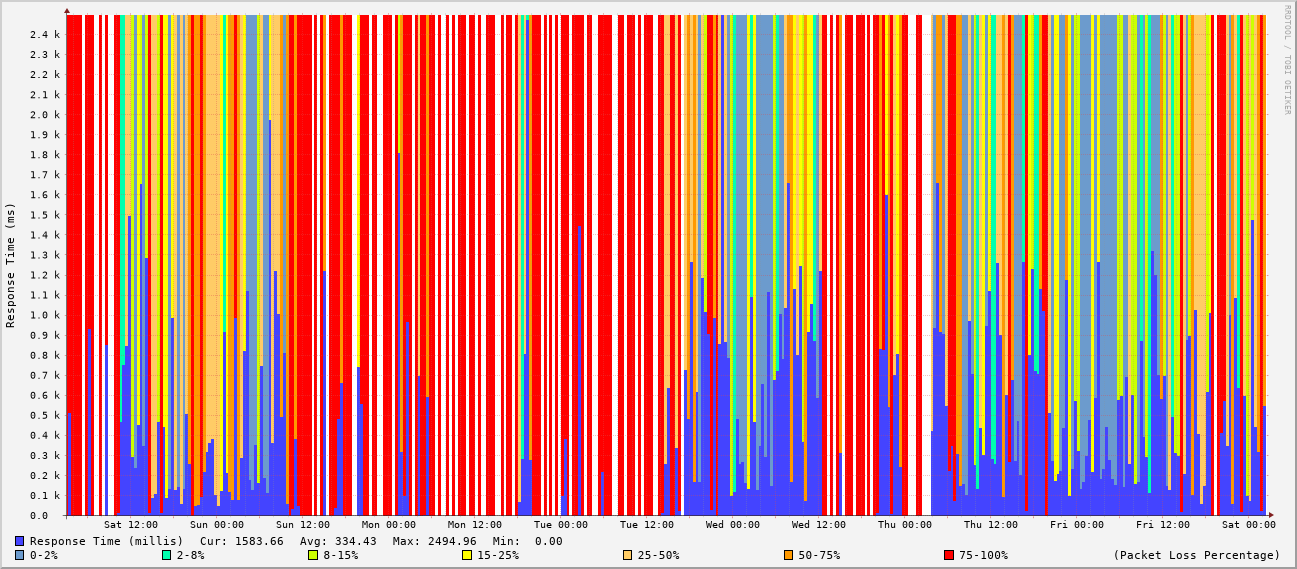 RRDTOOL / TOBI OETIKER
Response Time (ms)
2.4 k
2.3 k
2.2 k
2.1 k
2.0 k
1.9 k
1.8 k
1.7 k
1.6 k
1.5 k
1.4 k
1.3 k
1.2 k
1.1 k
1.0 k
0.9 k
0.8 k
0.7 k
0.6 k
0.5 k
0.4 k
0.3 k
0.2 k
0.1 k
0.0
Sat 12:00 Sun 00:00 Sun 12:00 Mon 00:00 Mon 12:00 Tue 00:00 Tue 12:00 Wed 00:00 Wed 12:00 Thu 00:00 Thu 12:00 Fri 00:00 Fri 12:00 Sat 00:00
Response Time (millis) Cur: 1583.66 Avg: 334.43 Max: 2494.96 Min: 0.00
0-2% 2-8% 8-15% 15-25% 25-50% 50-75% 75-100% (Packet Loss Percentage)